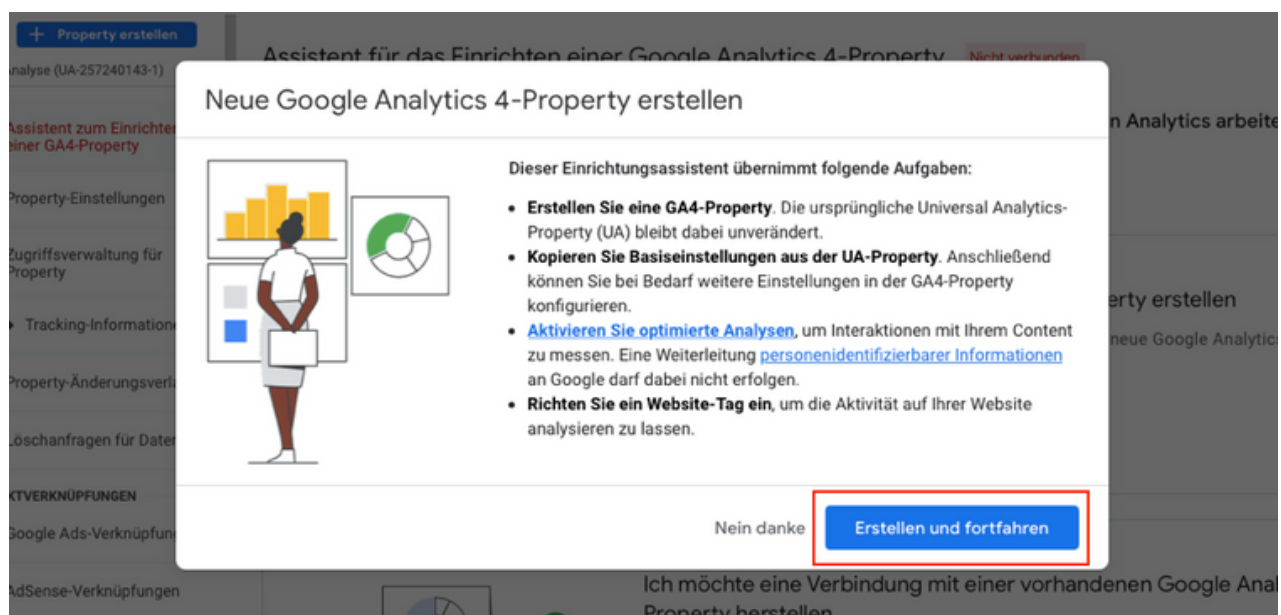 + Property erstellen
Analyse (UA-257240143-1)
Assistent zum Einrichten
einer GA4-Property
Property-Einstellungen
Zugriffsverwaltung für
Property
Tracking-Informatione
Property-Änderungsverla
Löschanfragen für Daten
KTVERKNÜPFUNGEN
Google Ads-Verknüpfun
AdSense-Verknüpfungen
Assistent für das Einrichten einer Google Analytics 4-Property Nicht verbunden
Neue Google Analytics 4-Property erstellen
Dieser Einrichtungsassistent übernimmt folgende Aufgaben:
• Erstellen Sie eine GA4-Property. Die ursprüngliche Universal Analytics-
Property (UA) bleibt dabei unverändert.
• Kopieren Sie Basiseinstellungen aus der UA-Property. Anschließend
können Sie bei Bedarf weitere Einstellungen in der GA4-Property
konfigurieren.
• Aktivieren Sie optimierte Analysen, um Interaktionen mit Ihrem Content
zu messen. Eine Weiterleitung personenidentifizierbarer Informationen
an Google darf dabei nicht erfolgen.
• Richten Sie ein Website-Tag ein, um die Aktivität auf Ihrer Website
analysieren zu lassen.
Nein danke
Erstellen und fortfahren
n Analytics arbeite
erty erstellen
neue Google Analytics
Ich möchte eine Verbindung mit einer vorhandenen Google Anal
Property herstellen